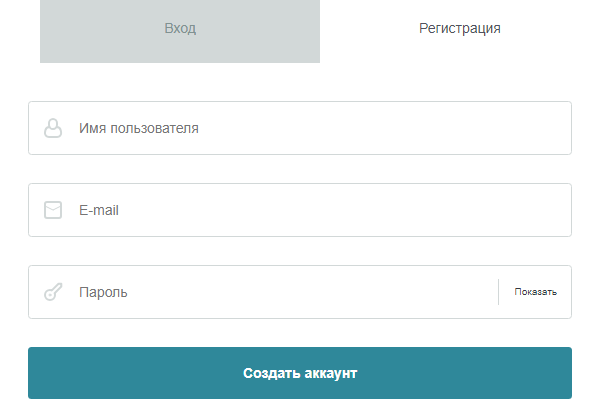 Вход
Регистрация
Имя пользователя
E-mail
Пароль
Показать
Создать аккаунт